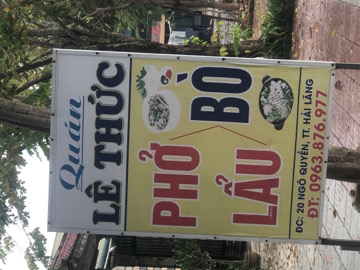 Quán
LÊ THỨC
PHỞ BÒ
LẨU
ĐC: 20 NGÔ QUYỀN, TT. HẢI LĂNG
ĐT: 0963.876.977